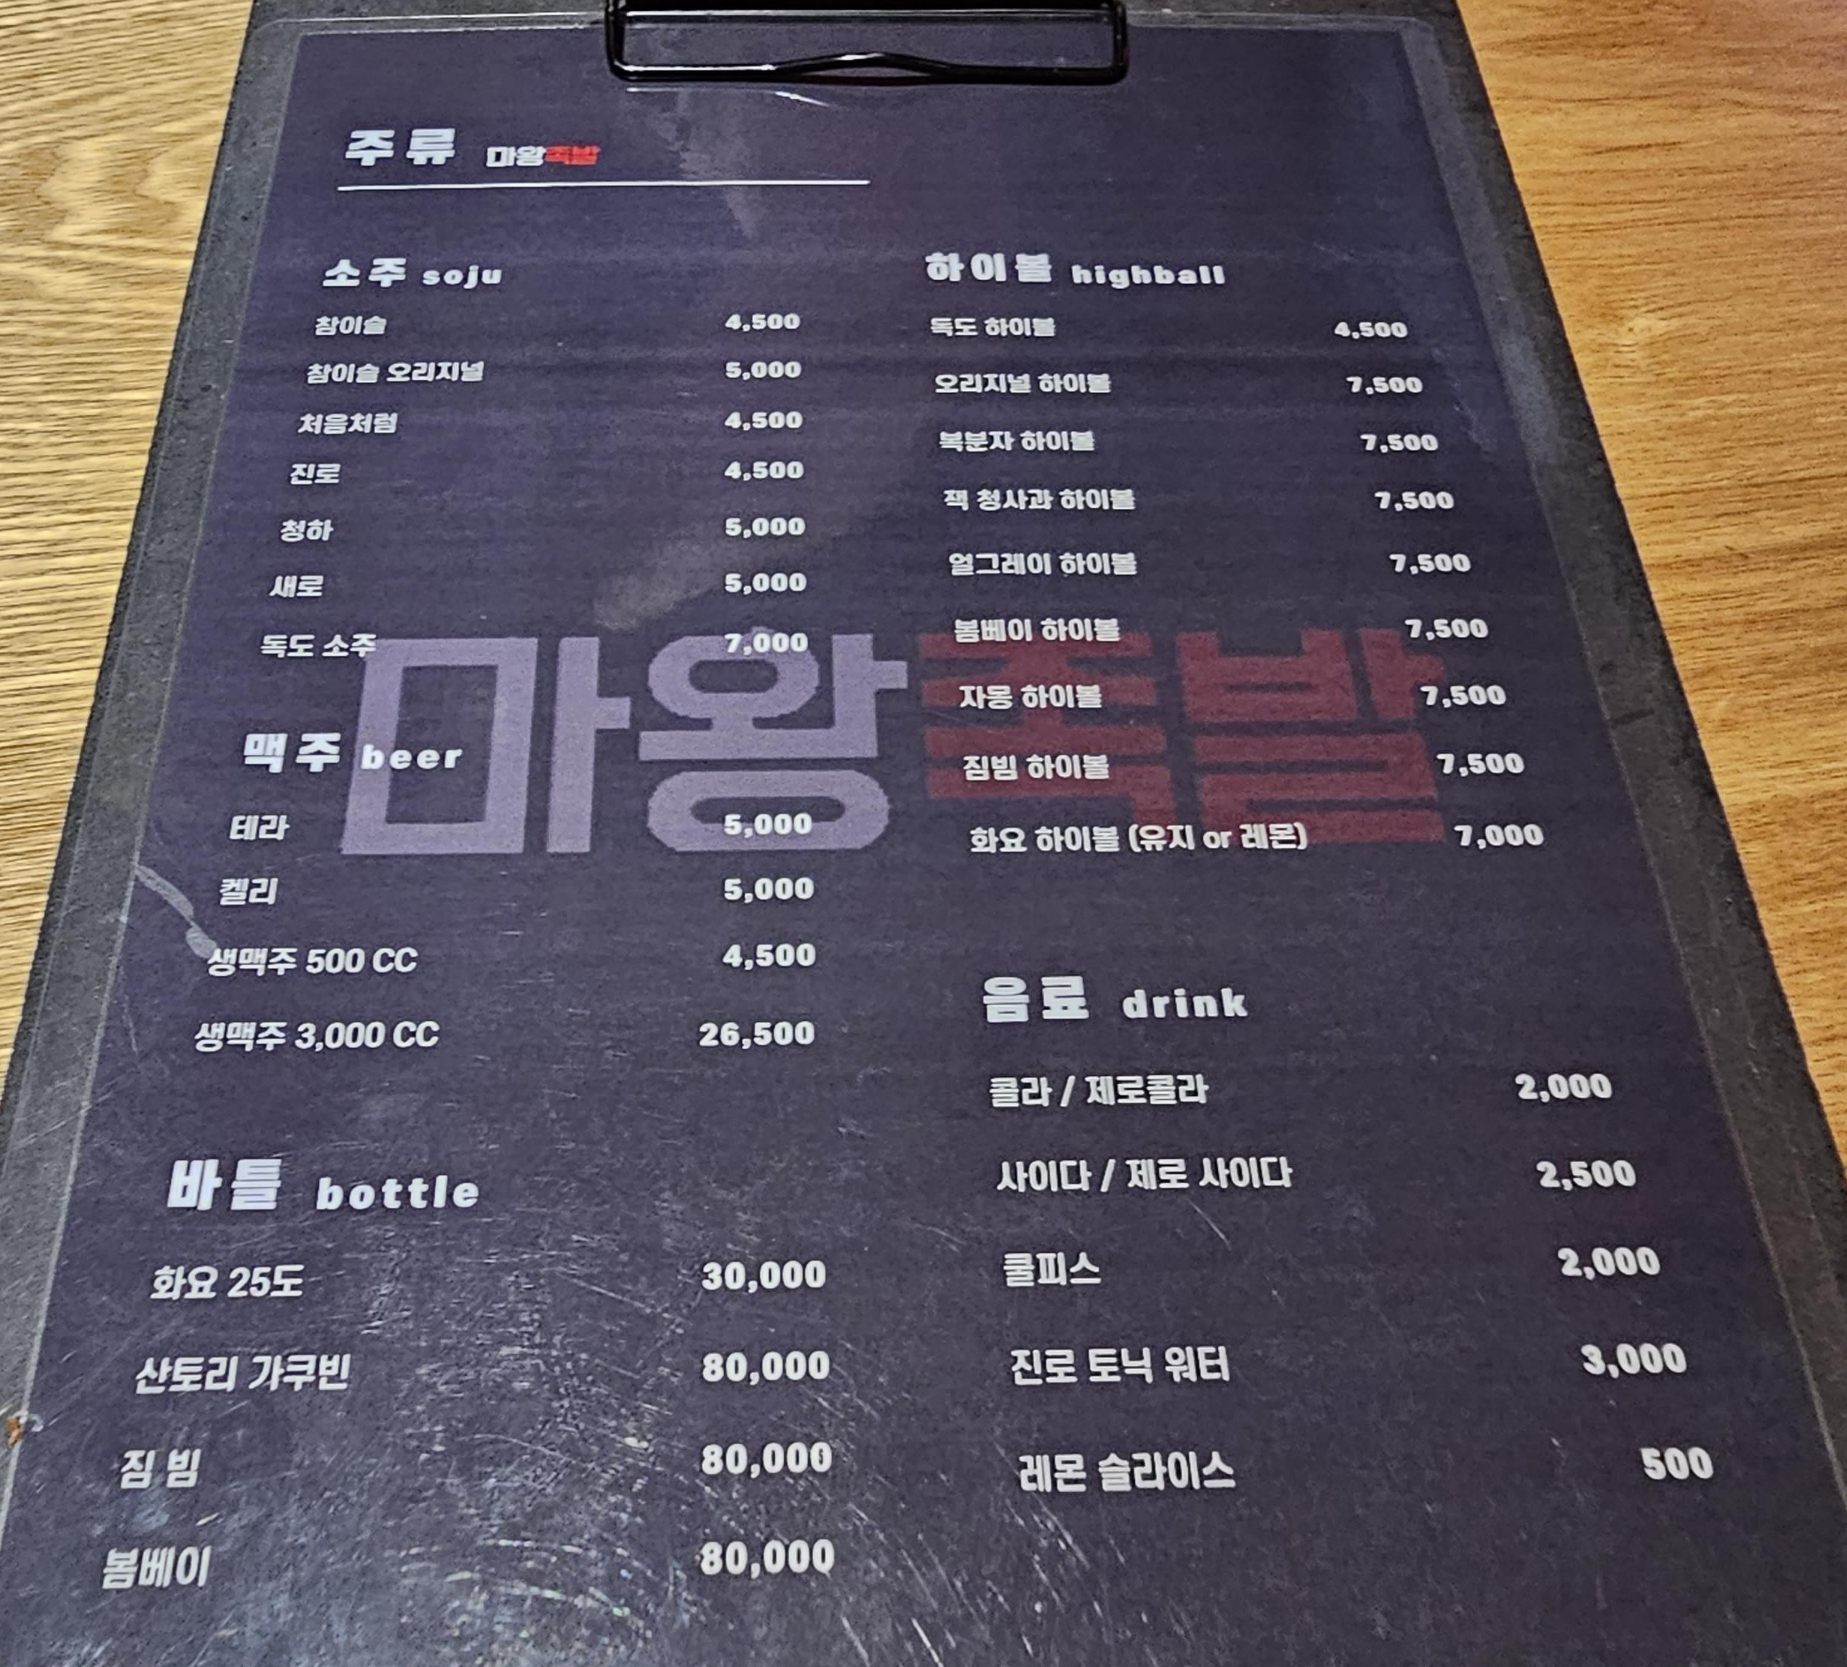 주류 마왕족발
소주 soju
참이슬 4,500
참이슬 오리지널 5,000
처음처럼 4,500
진로 4,500
청하 5,000
새로 5,000
독도 소주 7,000
맥주 beer
테라 5,000
켈리 5,000
생맥주 500 CC 4,500
생맥주 3,000 CC 26,500
바틀 bottle
화요 25도 30,000
산토리 가쿠빈 80,000
짐 빔 80,000
봄베이 80,000
하이볼 highball
독도 하이볼 4,500
오리지널 하이볼 7,500
복분자 하이볼 7,500
잭 청사과 하이볼 7,500
얼그레이 하이볼 7,500
봄베이 하이볼 7,500
자몽 하이볼 7,500
짐빔 하이볼 7,500
화요 하이볼 (유지 or 레몬) 7,000
음료 drink
콜라 / 제로콜라 2,000
사이다 / 제로 사이다 2,500
쿨피스 2,000
진로 토닉 워터 3,000
레몬 슬라이스 500
마왕족발